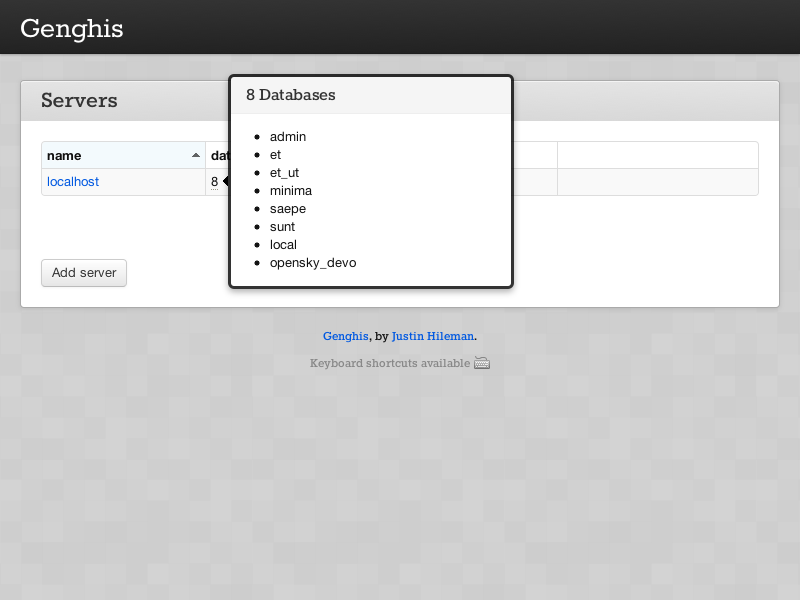 Genghis
Servers
name
dat
localhost
8
8 Databases
admin
et
et_ut
minima
saepe
sunt
local
opensky_devo
Add server
Genghis, by Justin Hileman.
Keyboard shortcuts available